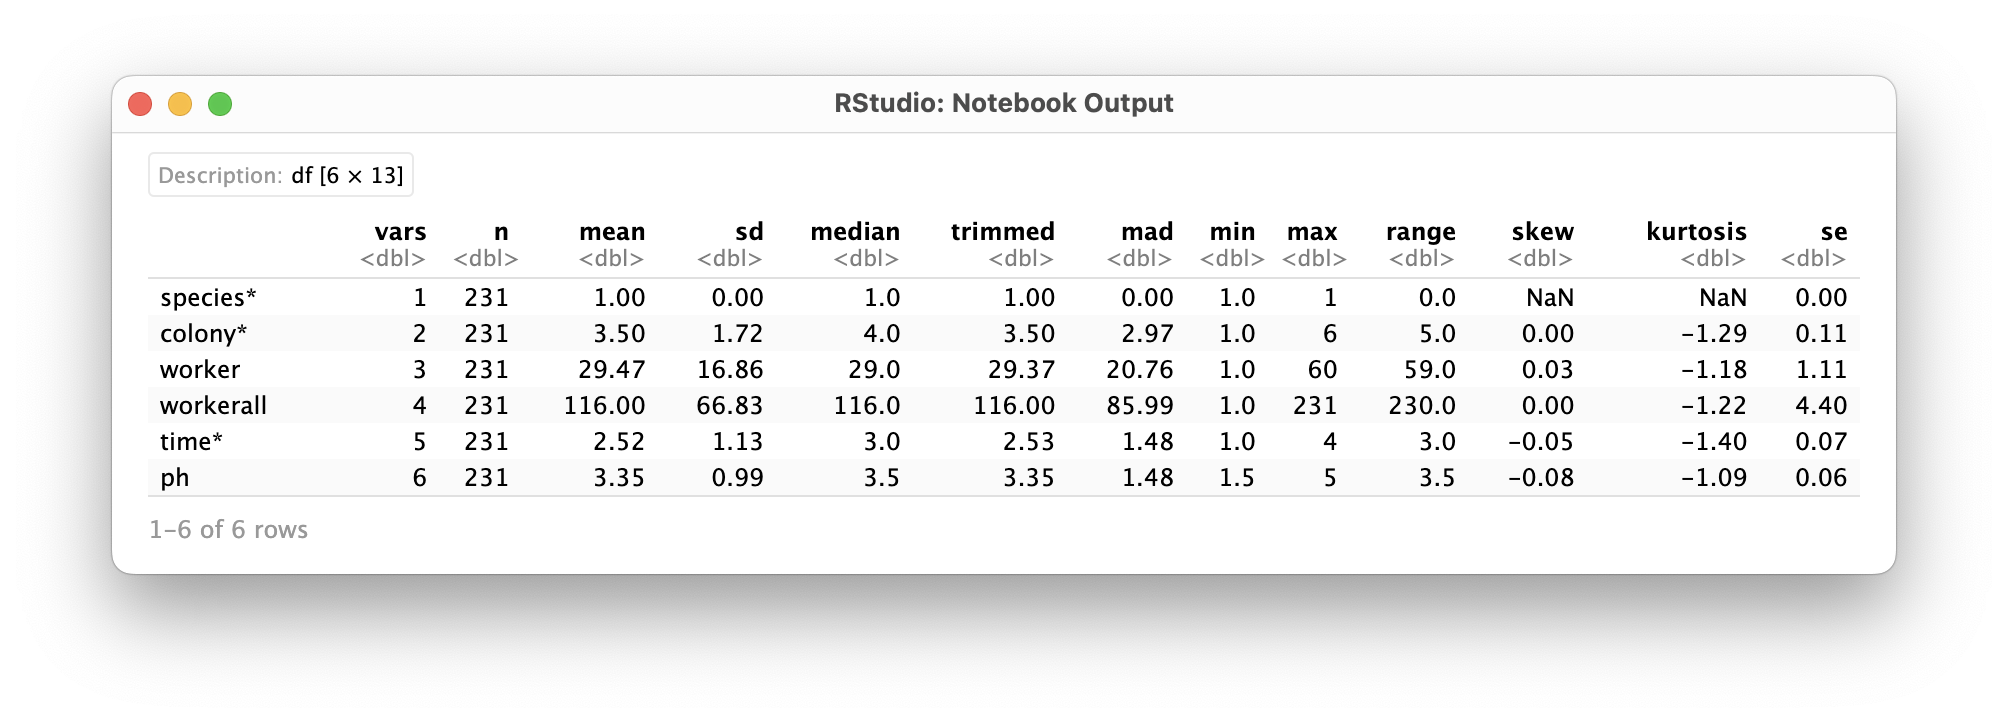 RStudio: Notebook Output
Description: df [6 × 13]
vars n mean sd median trimmed mad min max range skew kurtosis se
<dbl> <dbl> <dbl> <dbl> <dbl> <dbl> <dbl> <dbl> <dbl> <dbl> <dbl> <dbl> <dbl>
species* 1 231 1.00 0.00 1.0 1.00 0.00 1.0 1 0.0 NaN NaN 0.00
colony* 2 231 3.50 1.72 4.0 3.50 2.97 1.0 6 5.0 0.00 −1.29 0.11
worker 3 231 29.47 16.86 29.0 29.37 20.76 1.0 60 59.0 0.03 −1.18 1.11
workerall 4 231 116.00 66.83 116.0 116.00 85.99 1.0 231 230.0 0.00 −1.22 4.40
time* 5 231 2.52 1.13 3.0 2.53 1.48 1.0 4 3.0 −0.05 −1.40 0.07
ph 6 231 3.35 0.99 3.5 3.35 1.48 1.5 5 3.5 −0.08 −1.09 0.06
1–6 of 6 rows